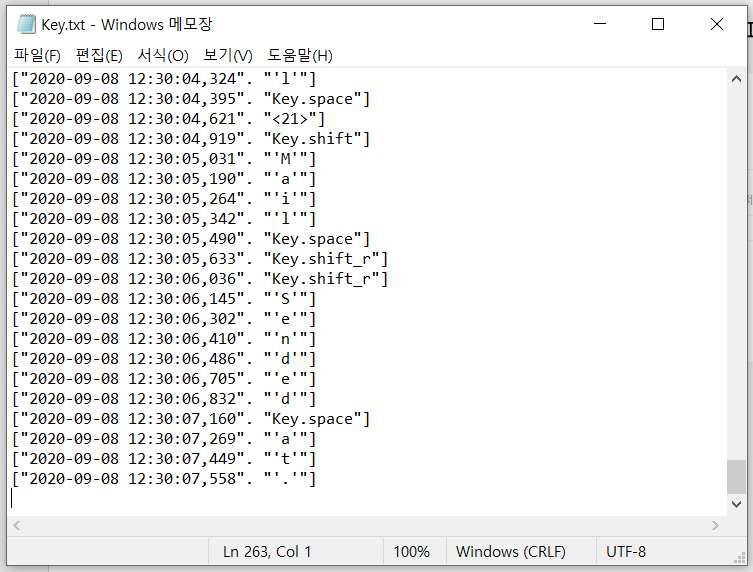 Key.txt - Windows 메모장
파일(F) 편집(E) 서식(O) 보기(V) 도움말(H)
["2020-09-08 12:30:04,324". "'l'"]
["2020-09-08 12:30:04,395". "Key.space"]
["2020-09-08 12:30:04,621". "<21>"]
["2020-09-08 12:30:04,919". "Key.shift"]
["2020-09-08 12:30:05,031". "'M'"]
["2020-09-08 12:30:05,190". "'a'"]
["2020-09-08 12:30:05,264". "'i'"]
["2020-09-08 12:30:05,342". "'l'"]
["2020-09-08 12:30:05,490". "Key.space"]
["2020-09-08 12:30:05,633". "Key.shift_r"]
["2020-09-08 12:30:06,036". "Key.shift_r"]
["2020-09-08 12:30:06,145". "'S'"]
["2020-09-08 12:30:06,302". "'e'"]
["2020-09-08 12:30:06,410". "'n'"]
["2020-09-08 12:30:06,486". "'d'"]
["2020-09-08 12:30:06,705". "'e'"]
["2020-09-08 12:30:06,832". "'d'"]
["2020-09-08 12:30:07,160". "Key.space"]
["2020-09-08 12:30:07,269". "'a'"]
["2020-09-08 12:30:07,449". "'t'"]
["2020-09-08 12:30:07,558". "'.'"]
Ln 263, Col 1 100% Windows (CRLF) UTF-8